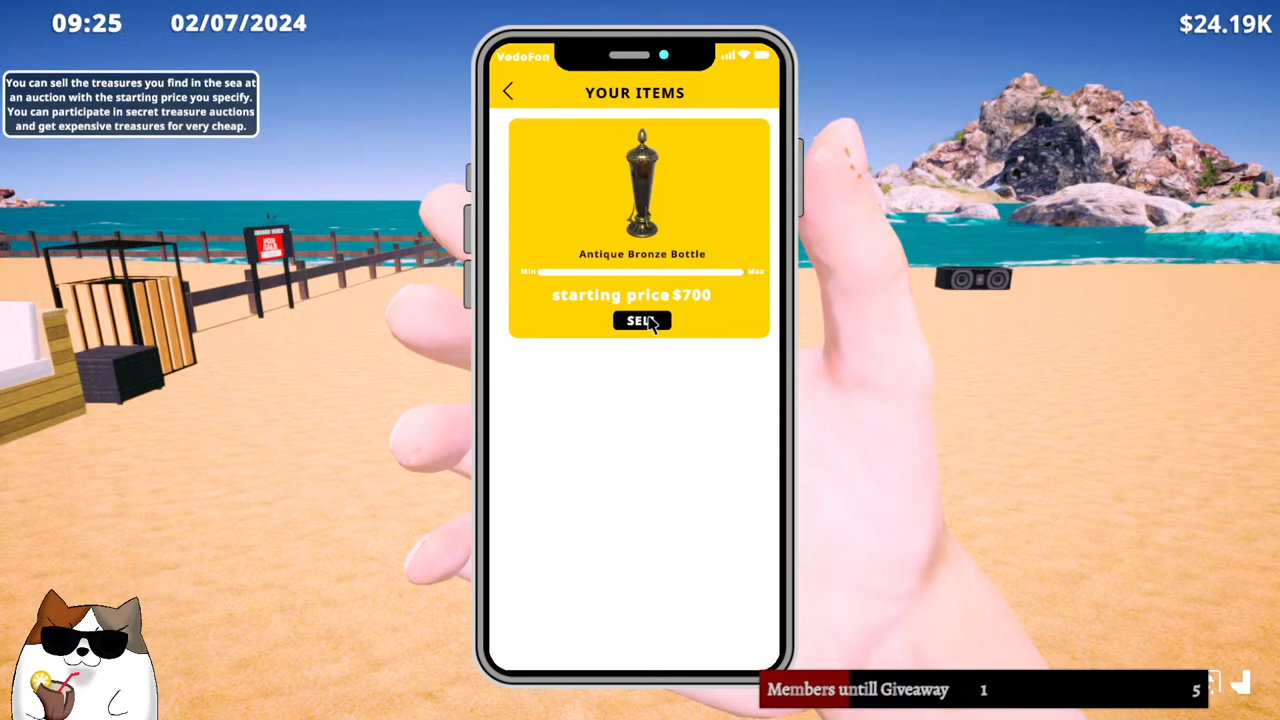 09:25 02/07/2024
$24.19K
You can sell the treasures you find in the sea at
an auction with the starting price you specify.
You can participate in secret treasure auctions
and get expensive treasures for very cheap.
VodoFon
YOUR ITEMS
Antique Bronze Bottle
Min Max
starting price $700
SELL
Members untill Giveaway 1 5